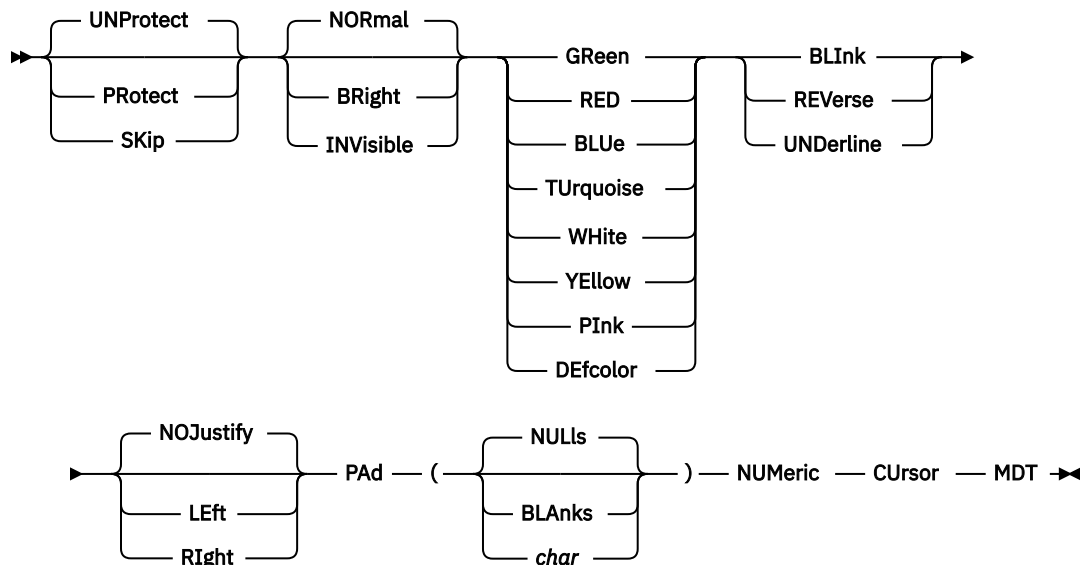 UNProtect
PRotect
SKip
NORmal
BRight
INVisible
GReen
RED
BLUe
TUrquoise
WHite
YEllow
PInk
DEfcolor
BLInk
REVerse
UNDerline
NOJustify
LEft
RIght
PAd
(
NULls
BLAnks
char
)
NUMeric
CUrsor
MDT